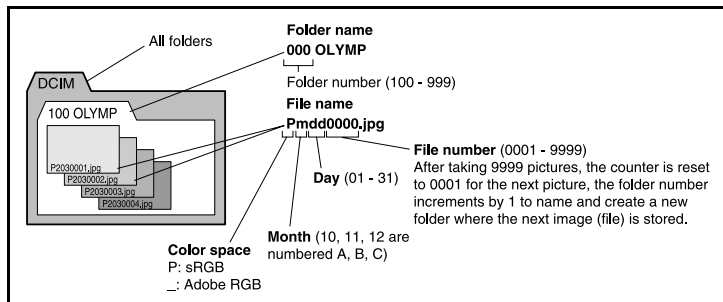 All folders
Folder name
000 OLYMP
Folder number (100 - 999)
DCIM
100 OLYMP
P2030001.jpg
P2030002.jpg
P2030003.jpg
P2030004.jpg
File name
Pmdd0000.jpg
File number (0001 - 9999)
After taking 9999 pictures, the counter is reset
to 0001 for the next picture, the folder number
increments by 1 to name and create a new
folder where the next image (file) is stored.
Day (01 - 31)
Month (10, 11, 12 are
numbered A, B, C)
Color space
P: sRGB
_: Adobe RGB